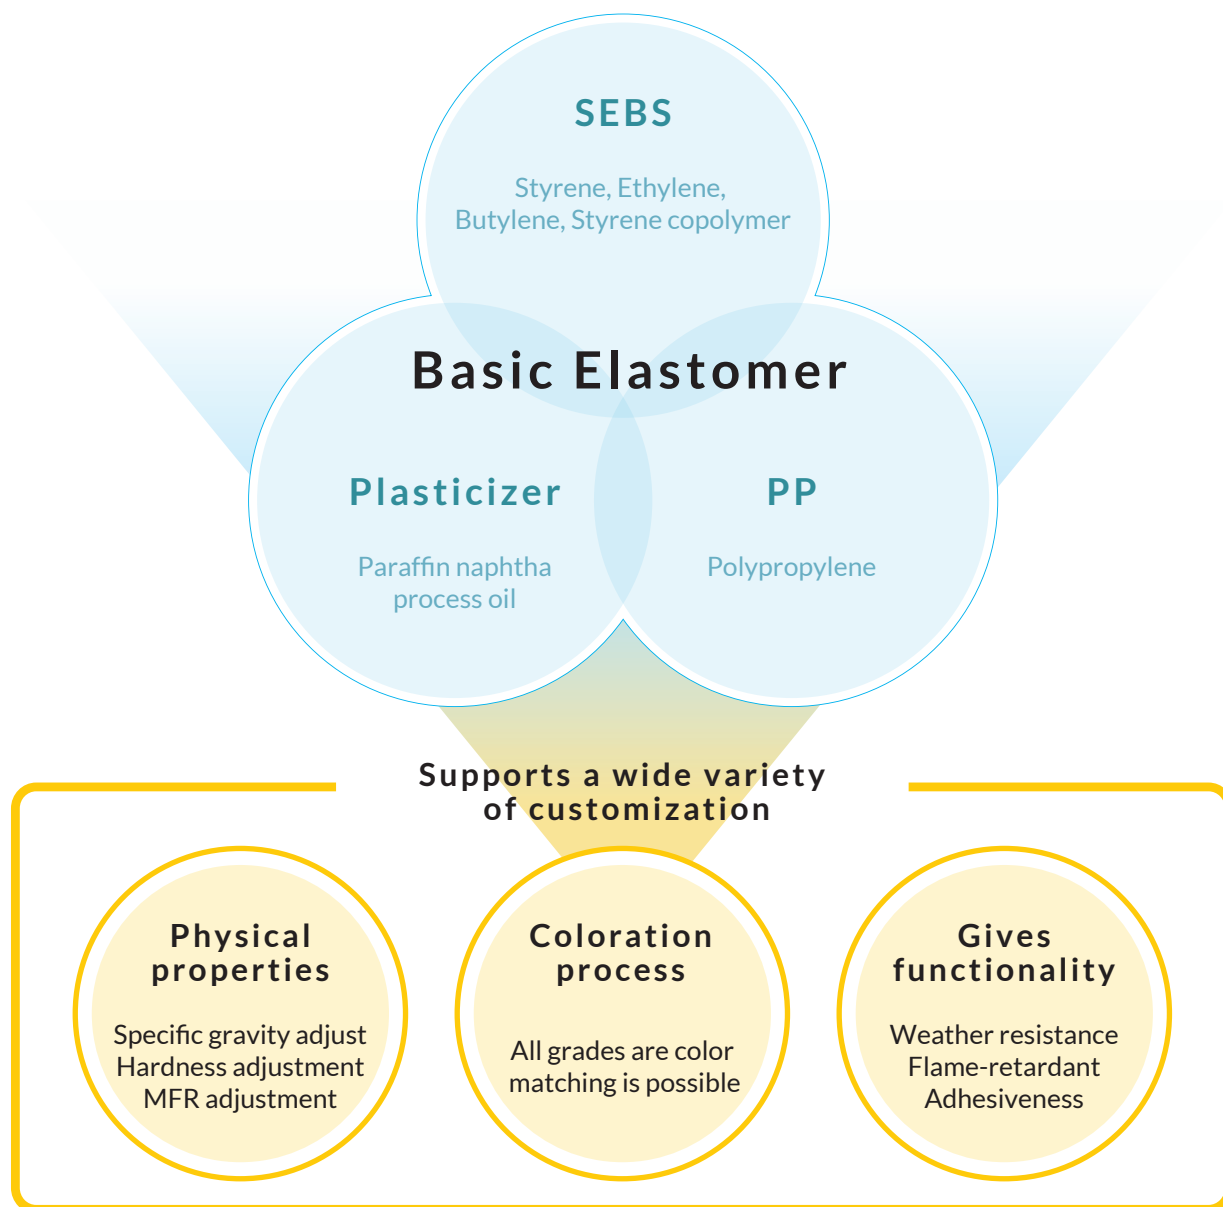 SEBS
Styrene, Ethylene,
Butylene, Styrene copolymer
Basic Elastomer
Plasticizer
Paraffin naphtha
process oil
PP
Polypropylene
Supports a wide variety
of customization
Physical
properties
Specific gravity adjust
Hardness adjustment
MFR adjustment
Coloration
process
All grades are color
matching is possible
Gives
functionality
Weather resistance
Flame-retardant
Adhesiveness